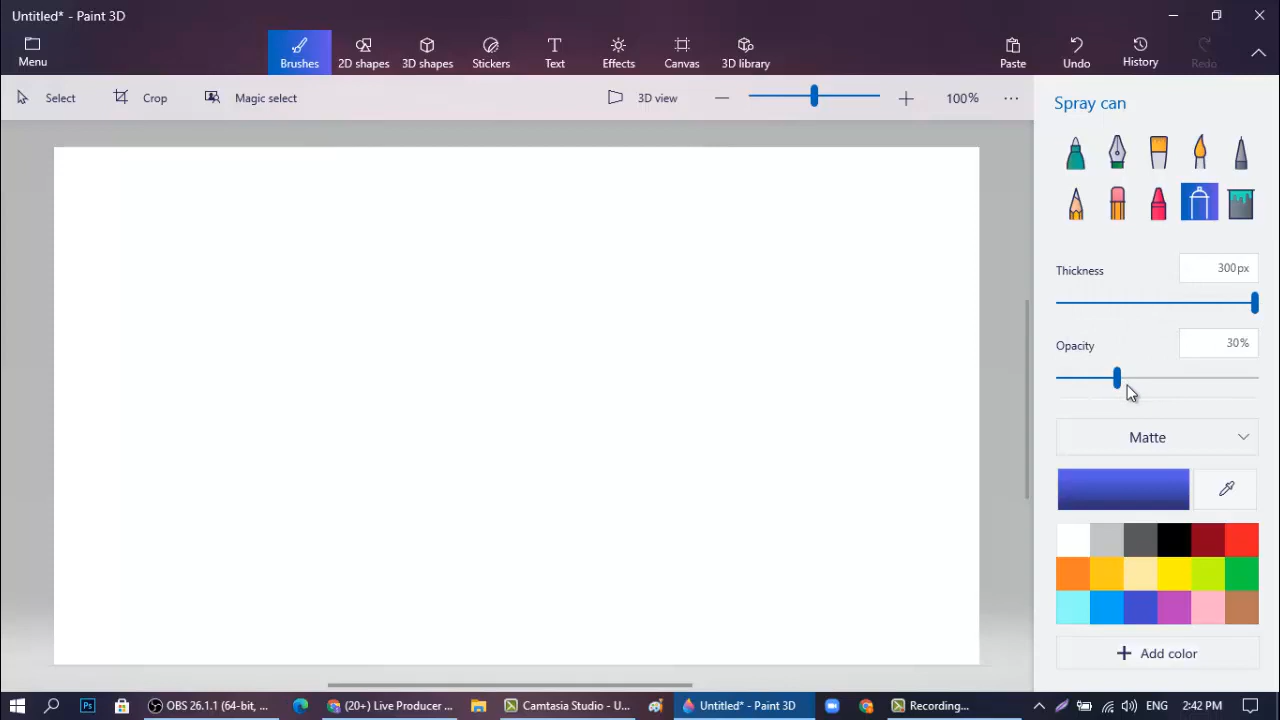 Untitled* - Paint 3D
Menu
Brushes
2D shapes
3D shapes
Stickers
Text
Effects
Canvas
3D library
Paste
Undo
History
Redo
Select
Crop
Magic select
3D view
100%
Spray can
Thickness
300px
Opacity
30%
Matte
Add color
OBS 26.1.1 (64-bit, ...
(20+) Live Producer ...
Camtasia Studio - U...
Untitled* - Paint 3D
Recording...
ENG
2:42 PM